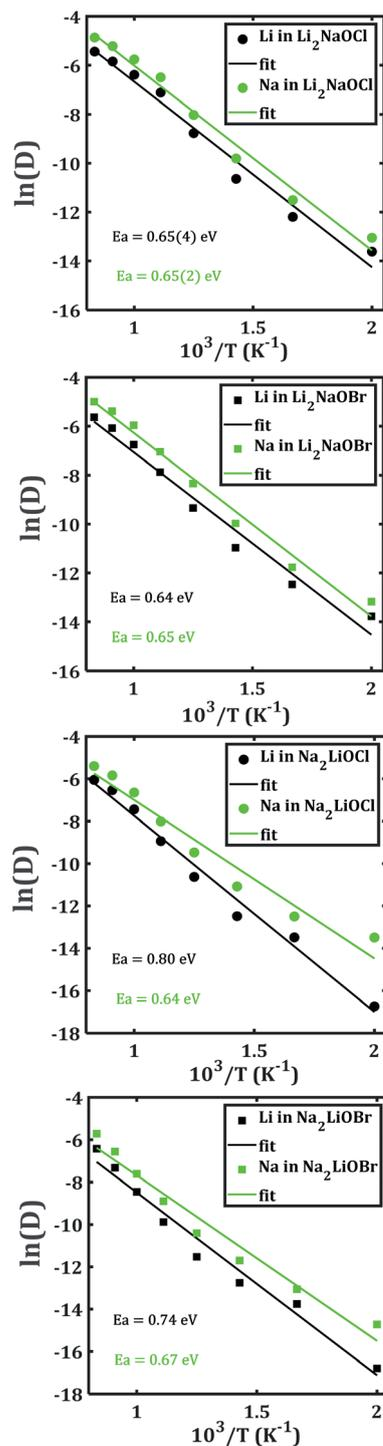 -4
-6
-8
-10
-12
-14
-16
ln(D)
Li in Li2NaOCl
fit
Na in Li2NaOCl
fit
Ea = 0.65(4) eV
Ea = 0.65(2) eV
1 1.5 2
10^3/T (K^-1)
-4
-6
-8
-10
-12
-14
-16
ln(D)
Li in Li2NaOBr
fit
Na in Li2NaOBr
fit
Ea = 0.64 eV
Ea = 0.65 eV
1 1.5 2
10^3/T (K^-1)
-4
-6
-8
-10
-12
-14
-16
-18
ln(D)
Li in Na2LiOCl
fit
Na in Na2LiOCl
fit
Ea = 0.80 eV
Ea = 0.64 eV
1 1.5 2
10^3/T (K^-1)
-4
-6
-8
-10
-12
-14
-16
-18
ln(D)
Li in Na2LiOBr
fit
Na in Na2LiOBr
fit
Ea = 0.74 eV
Ea = 0.67 eV
1 1.5 2
10^3/T (K^-1)